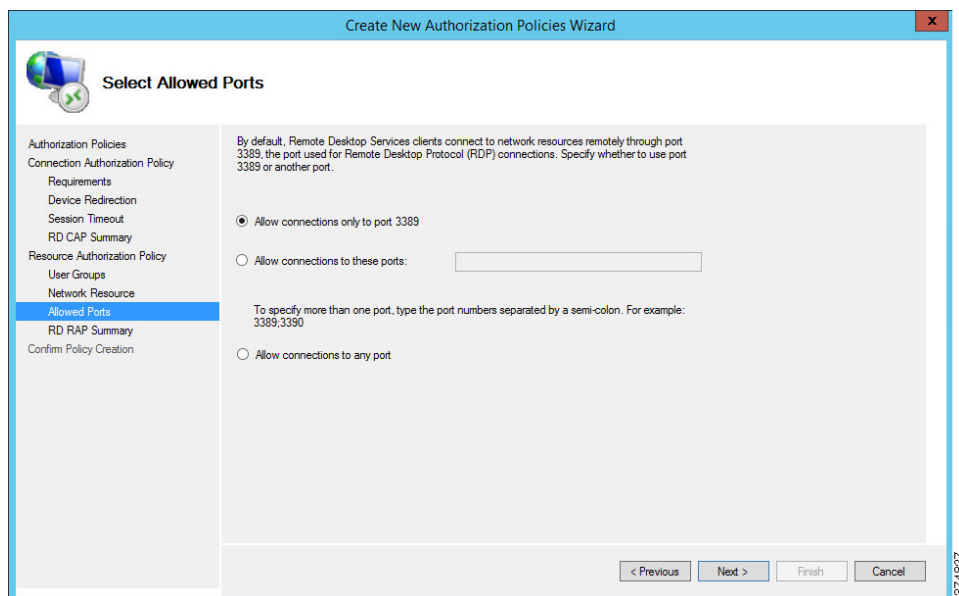 Create New Authorization Policies Wizard
x
Select Allowed Ports
Authorization Policies
Connection Authorization Policy
Requirements
Device Redirection
Session Timeout
RD CAP Summary
Resource Authorization Policy
User Groups
Network Resource
Allowed Ports
RD RAP Summary
Confirm Policy Creation
By default, Remote Desktop Services clients connect to network resources remotely through port
3389, the port used for Remote Desktop Protocol (RDP) connections. Specify whether to use port
3389 or another port.
Allow connections only to port 3389
Allow connections to these ports:
To specify more than one port, type the port numbers separated by a semi-colon. For example:
3389;3390
Allow connections to any port
< Previous
Next >
Finish
Cancel
374827